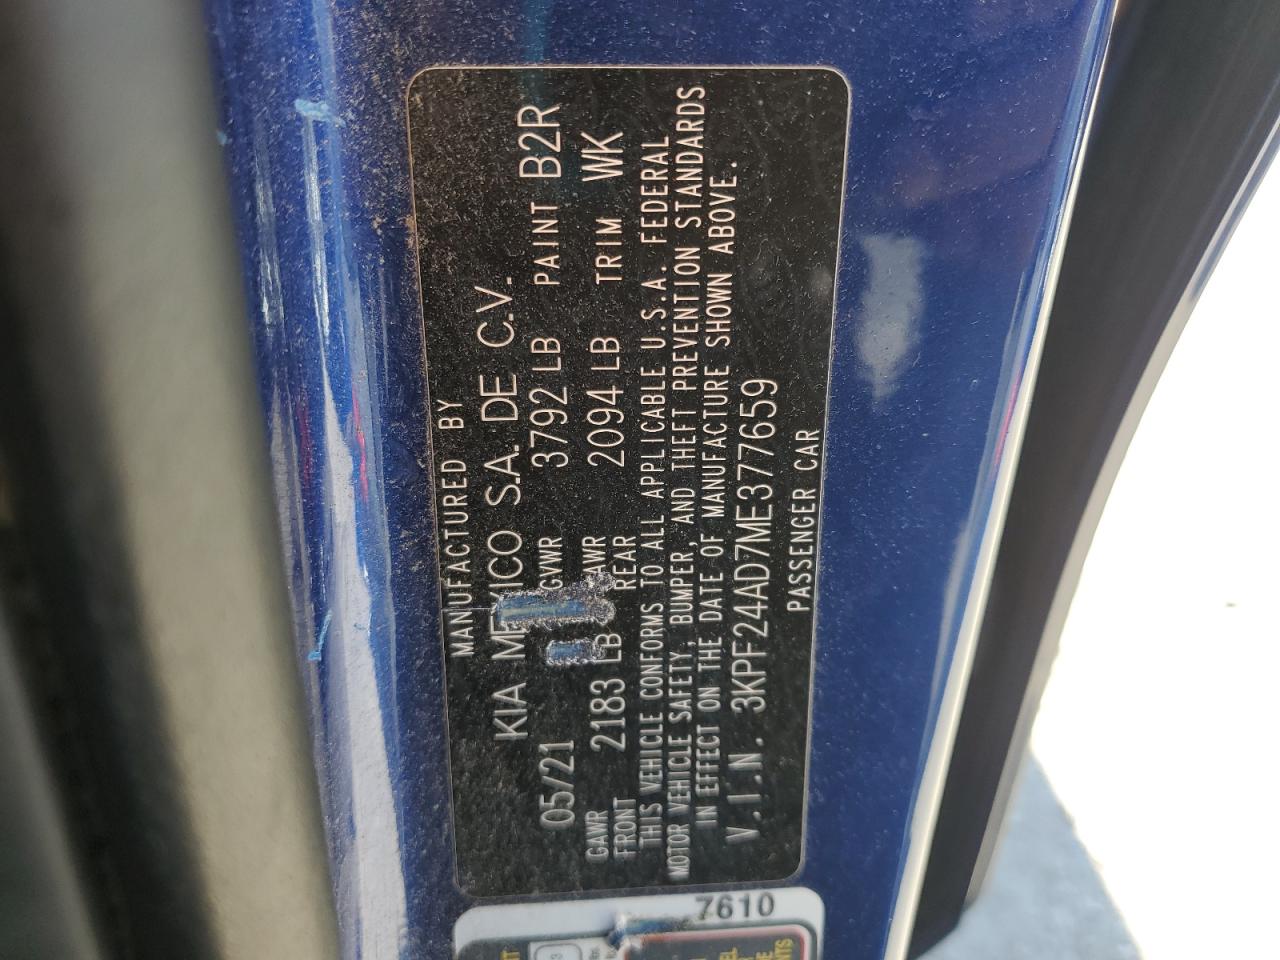 MANUFACTURED BY
KIA MEXICO S.A. DE C.V.
05/21 GVWR 3792 LB PAINT B2R
GAWR FRONT 2183 LB GAWR REAR 2094 LB TRIM WK
THIS VEHICLE CONFORMS TO ALL APPLICABLE U.S.A. FEDERAL
MOTOR VEHICLE SAFETY, BUMPER, AND THEFT PREVENTION STANDARDS
IN EFFECT ON THE DATE OF MANUFACTURE SHOWN ABOVE.
V.I.N. 3KPF24AD7ME377659
PASSENGER CAR
7610